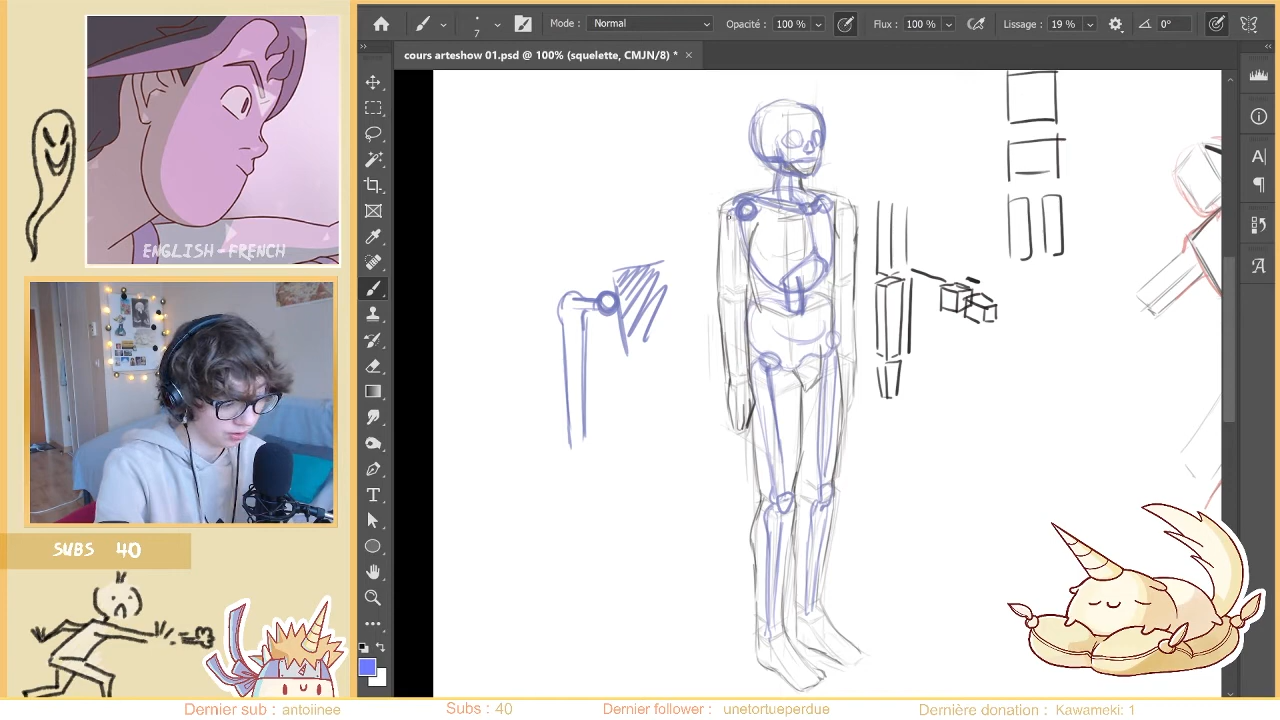 7
Mode : Normal
Opacité : 100 %
Flux : 100 %
Lissage : 19 %
0°
cours arteshow 01.psd @ 100% (squelette, CMJN/8) * ×
ENGLISH-FRENCH
SUBS 40
Dernier sub : antoiinee
Subs : 40
Dernier follower : unetortueperdue
Dernière donation : Kawameki: 1